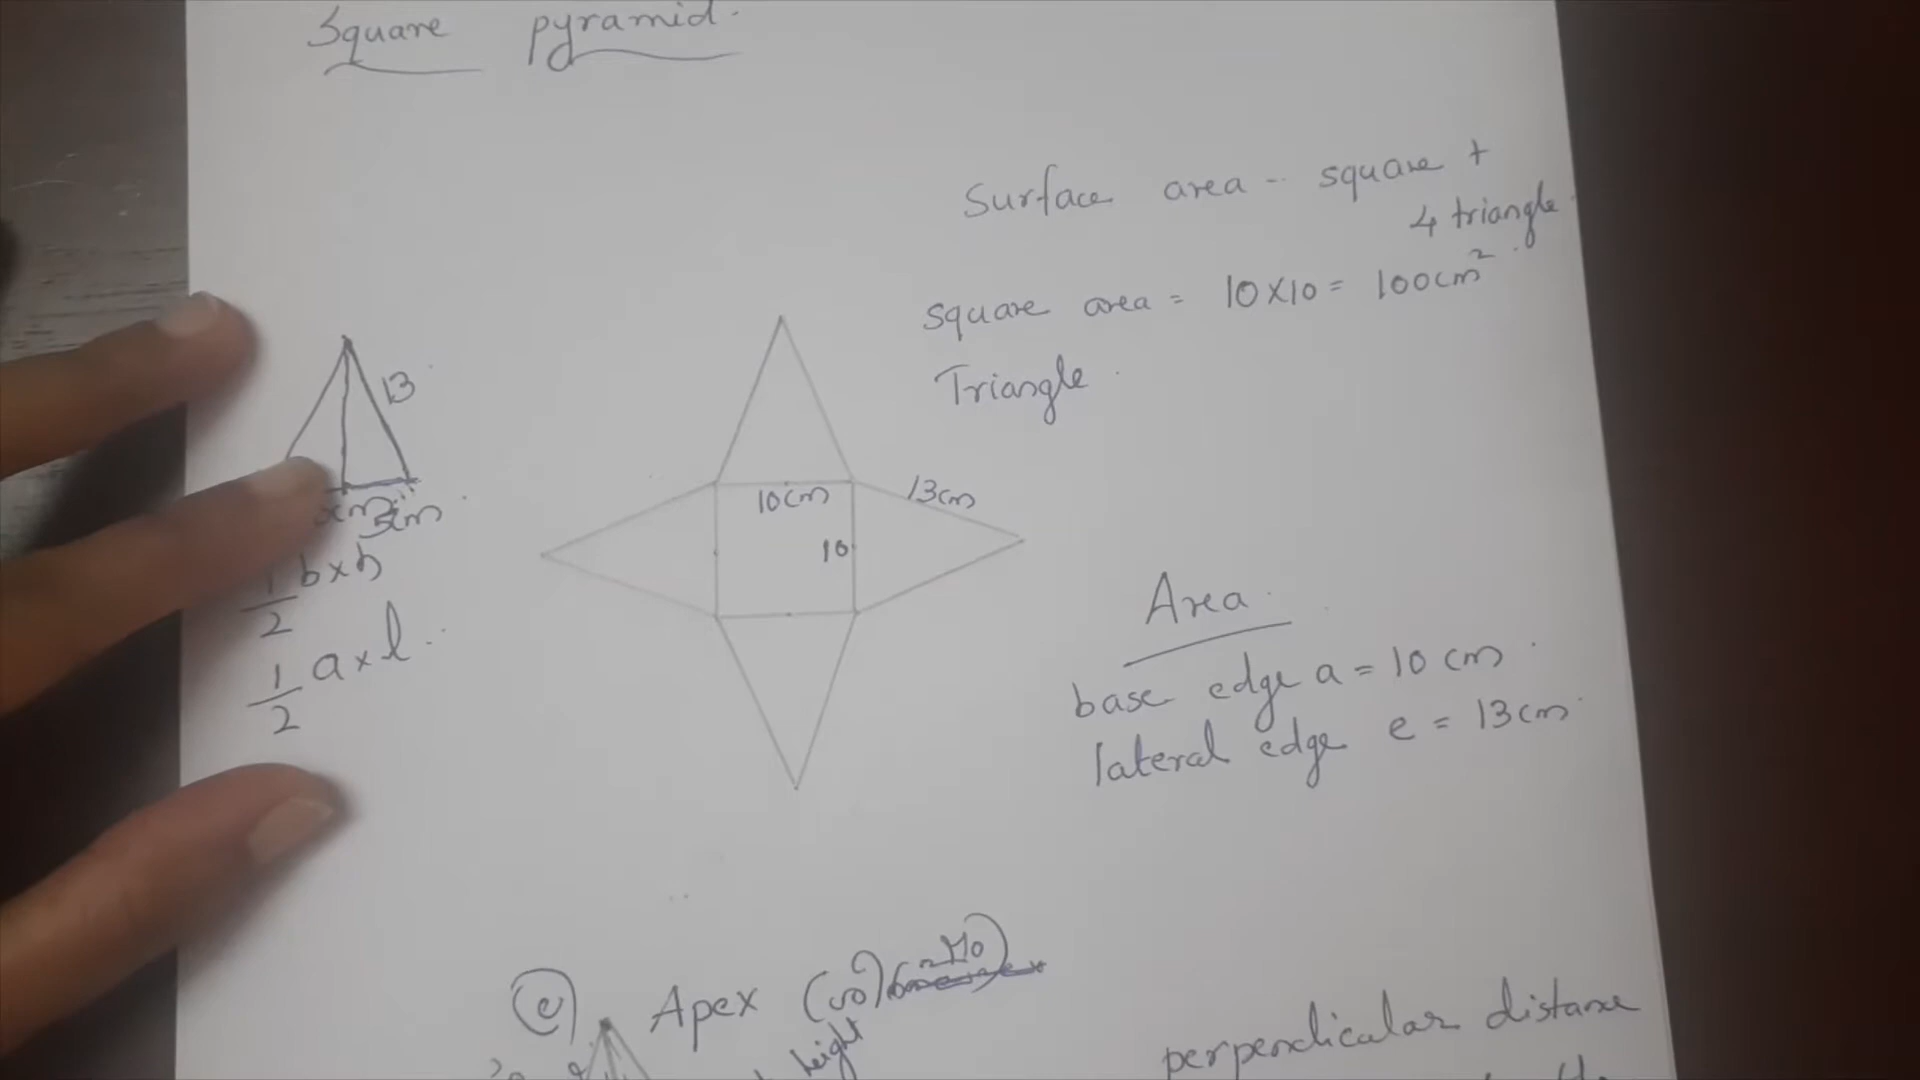 Square pyramid.
Surface area - square +
4 triangle
square area = 10×10 = 100cm²
Triangle
13
5cm
1/2 b×h
1/2 a×l
10cm
13cm
10
Area
base edge a = 10 cm
lateral edge e = 13cm
e
Apex
height
perpendicular distance